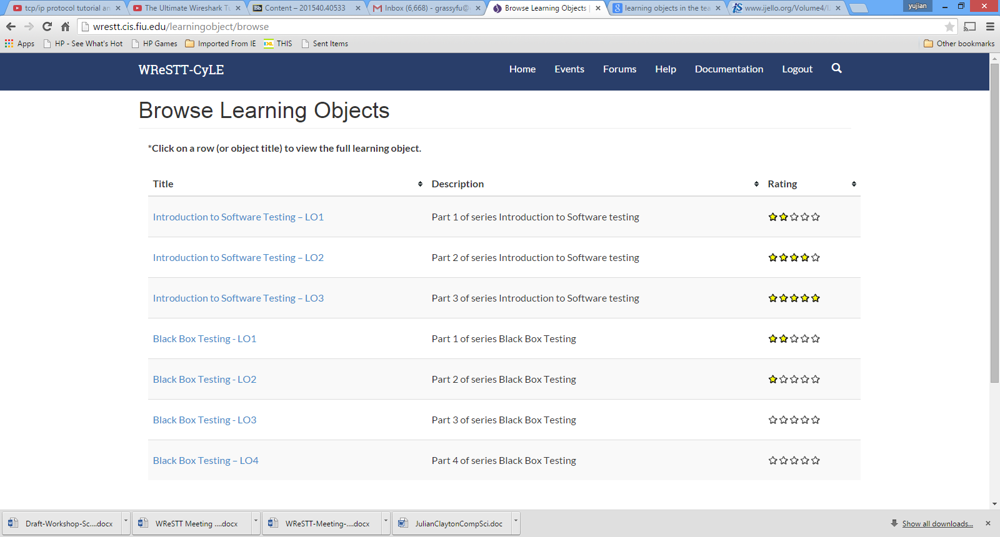 tcp/ip protocol tutorial an
The Ultimate Wireshark Tu
Bb Content – 201540.40533
Inbox (6,668) - grassyfu@
Browse Learning Objects |
learning objects in the tea
iS www.ijello.org/Volume4/
yujian
wrestt.cis.fiu.edu/learningobject/browse
Apps
HP - See What's Hot
HP Games
Imported From IE
THIS
Sent Items
Other bookmarks
WReSTT-CyLE
Home
Events
Forums
Help
Documentation
Logout
Browse Learning Objects
*Click on a row (or object title) to view the full learning object.
Title Description Rating
Introduction to Software Testing – LO1 Part 1 of series Introduction to Software testing
Introduction to Software Testing – LO2 Part 2 of series Introduction to Software testing
Introduction to Software Testing – LO3 Part 3 of series Introduction to Software testing
Black Box Testing - LO1 Part 1 of series Black Box Testing
Black Box Testing - LO2 Part 2 of series Black Box Testing
Black Box Testing - LO3 Part 3 of series Black Box Testing
Black Box Testing – LO4 Part 4 of series Black Box Testing
Draft-Workshop-Sc....docx
WReSTT Meeting ....docx
WReSTT-Meeting-....docx
JulianClaytonCompSci.doc
Show all downloads...